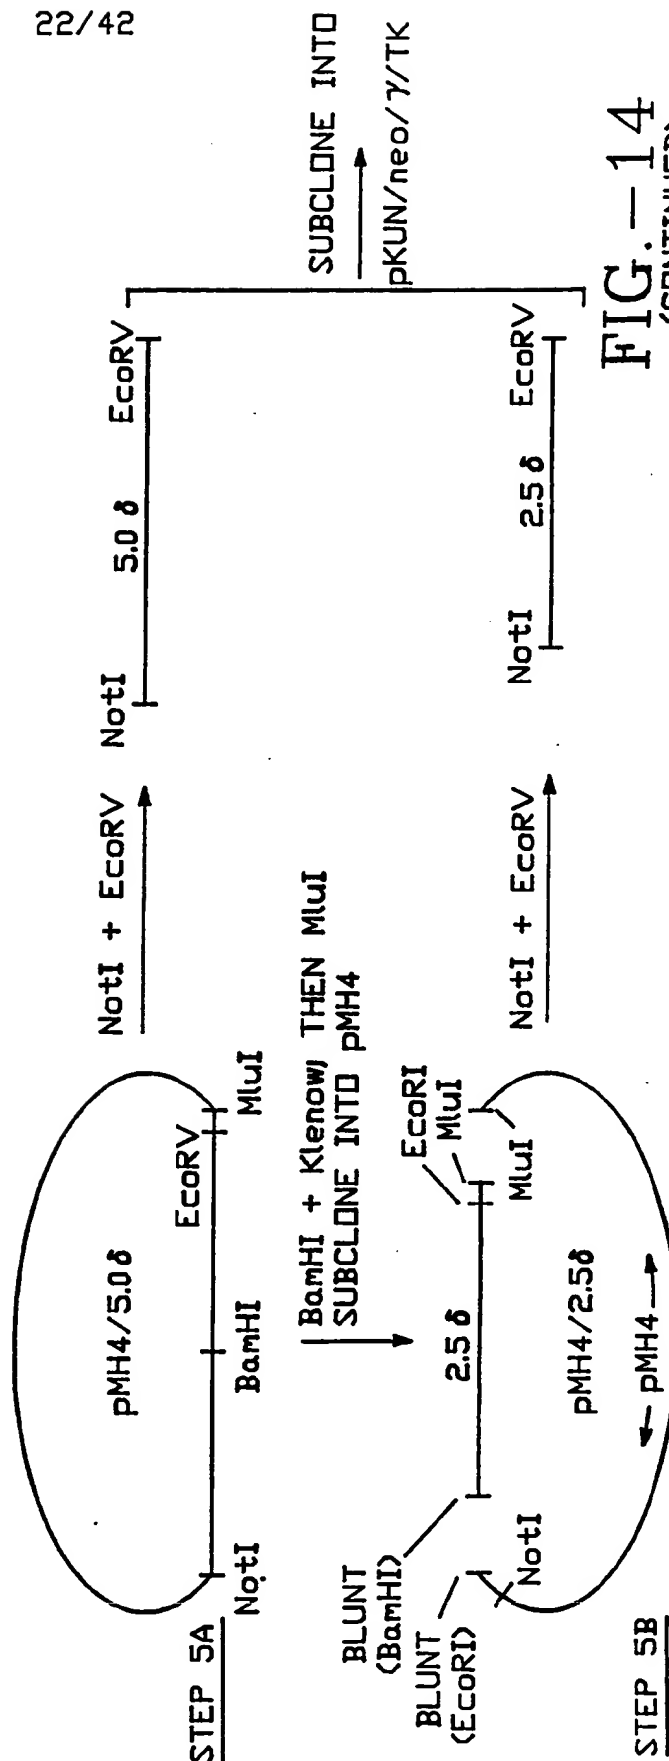 22/42
STEP 5A
pMH4/5.0δ
NotI
BamHI
EcoRV
MluI
NotI + EcoRV
NotI
5.0 δ
EcoRV
BamHI + Klenow; THEN MluI
SUBCLONE INTO pMH4
SUBCLONE INTO
pKUN/neo/γ/TK
STEP 5B
BLUNT
(BamHI)
BLUNT
(EcoRI)
NotI
2.5 δ
EcoRI
MluI
MluI
pMH4/2.5δ
pMH4
NotI + EcoRV
NotI
2.5 δ
EcoRV
FIG.-14
(CONTINUED)